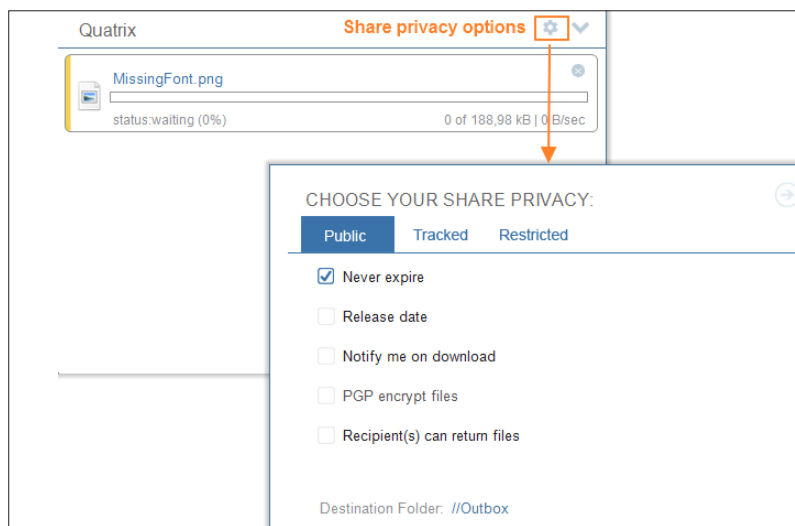 Quatrix Share privacy options
MissingFont.png
status:waiting (0%) 0 of 188,98 kB | 0 B/sec
CHOOSE YOUR SHARE PRIVACY:
Public Tracked Restricted
Never expire
Release date
Notify me on download
PGP encrypt files
Recipient(s) can return files
Destination Folder: //Outbox